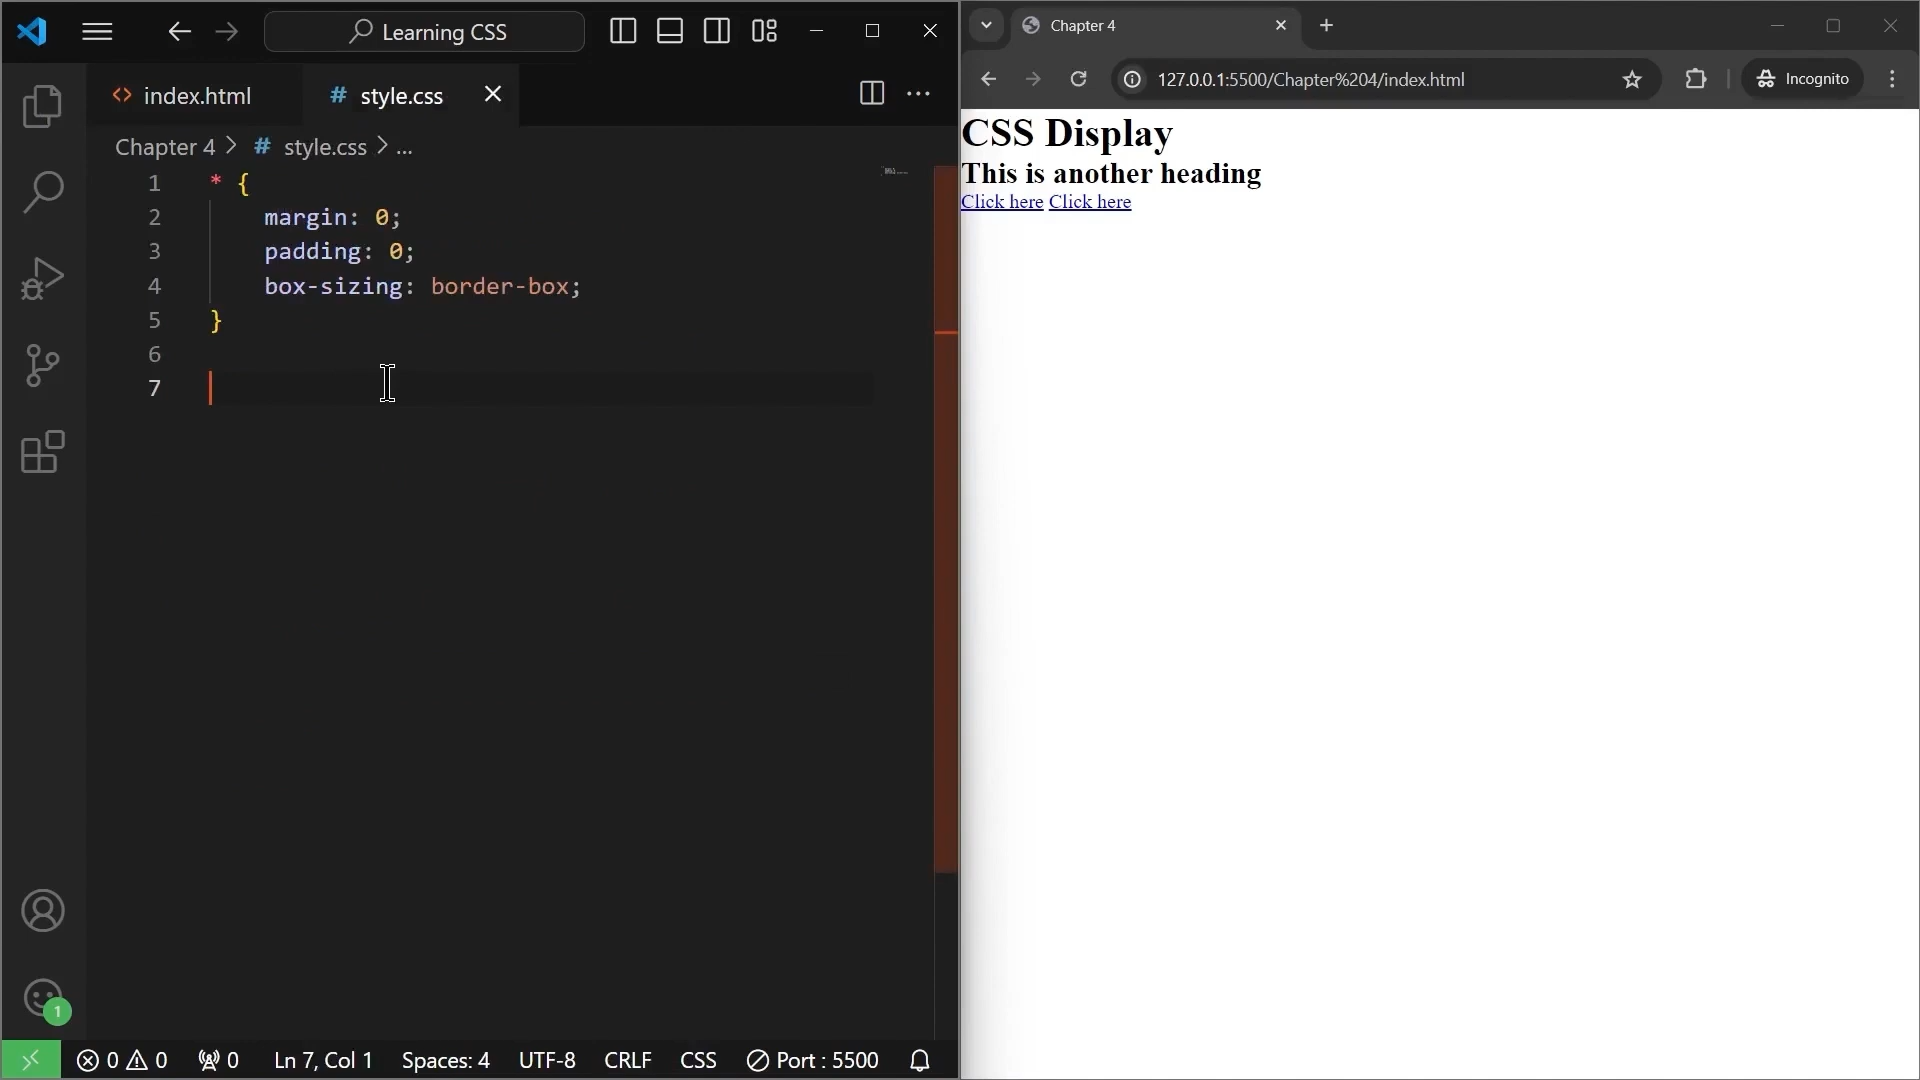 Learning CSS
index.html
# style.css
Chapter 4 > # style.css > ...
1 * {
2 margin: 0;
3 padding: 0;
4 box-sizing: border-box;
5 }
6
7
1
0 0 0 Ln 7, Col 1 Spaces: 4 UTF-8 CRLF CSS Port : 5500
Chapter 4
127.0.0.1:5500/Chapter%204/index.html
Incognito
CSS Display
This is another heading
Click here Click here